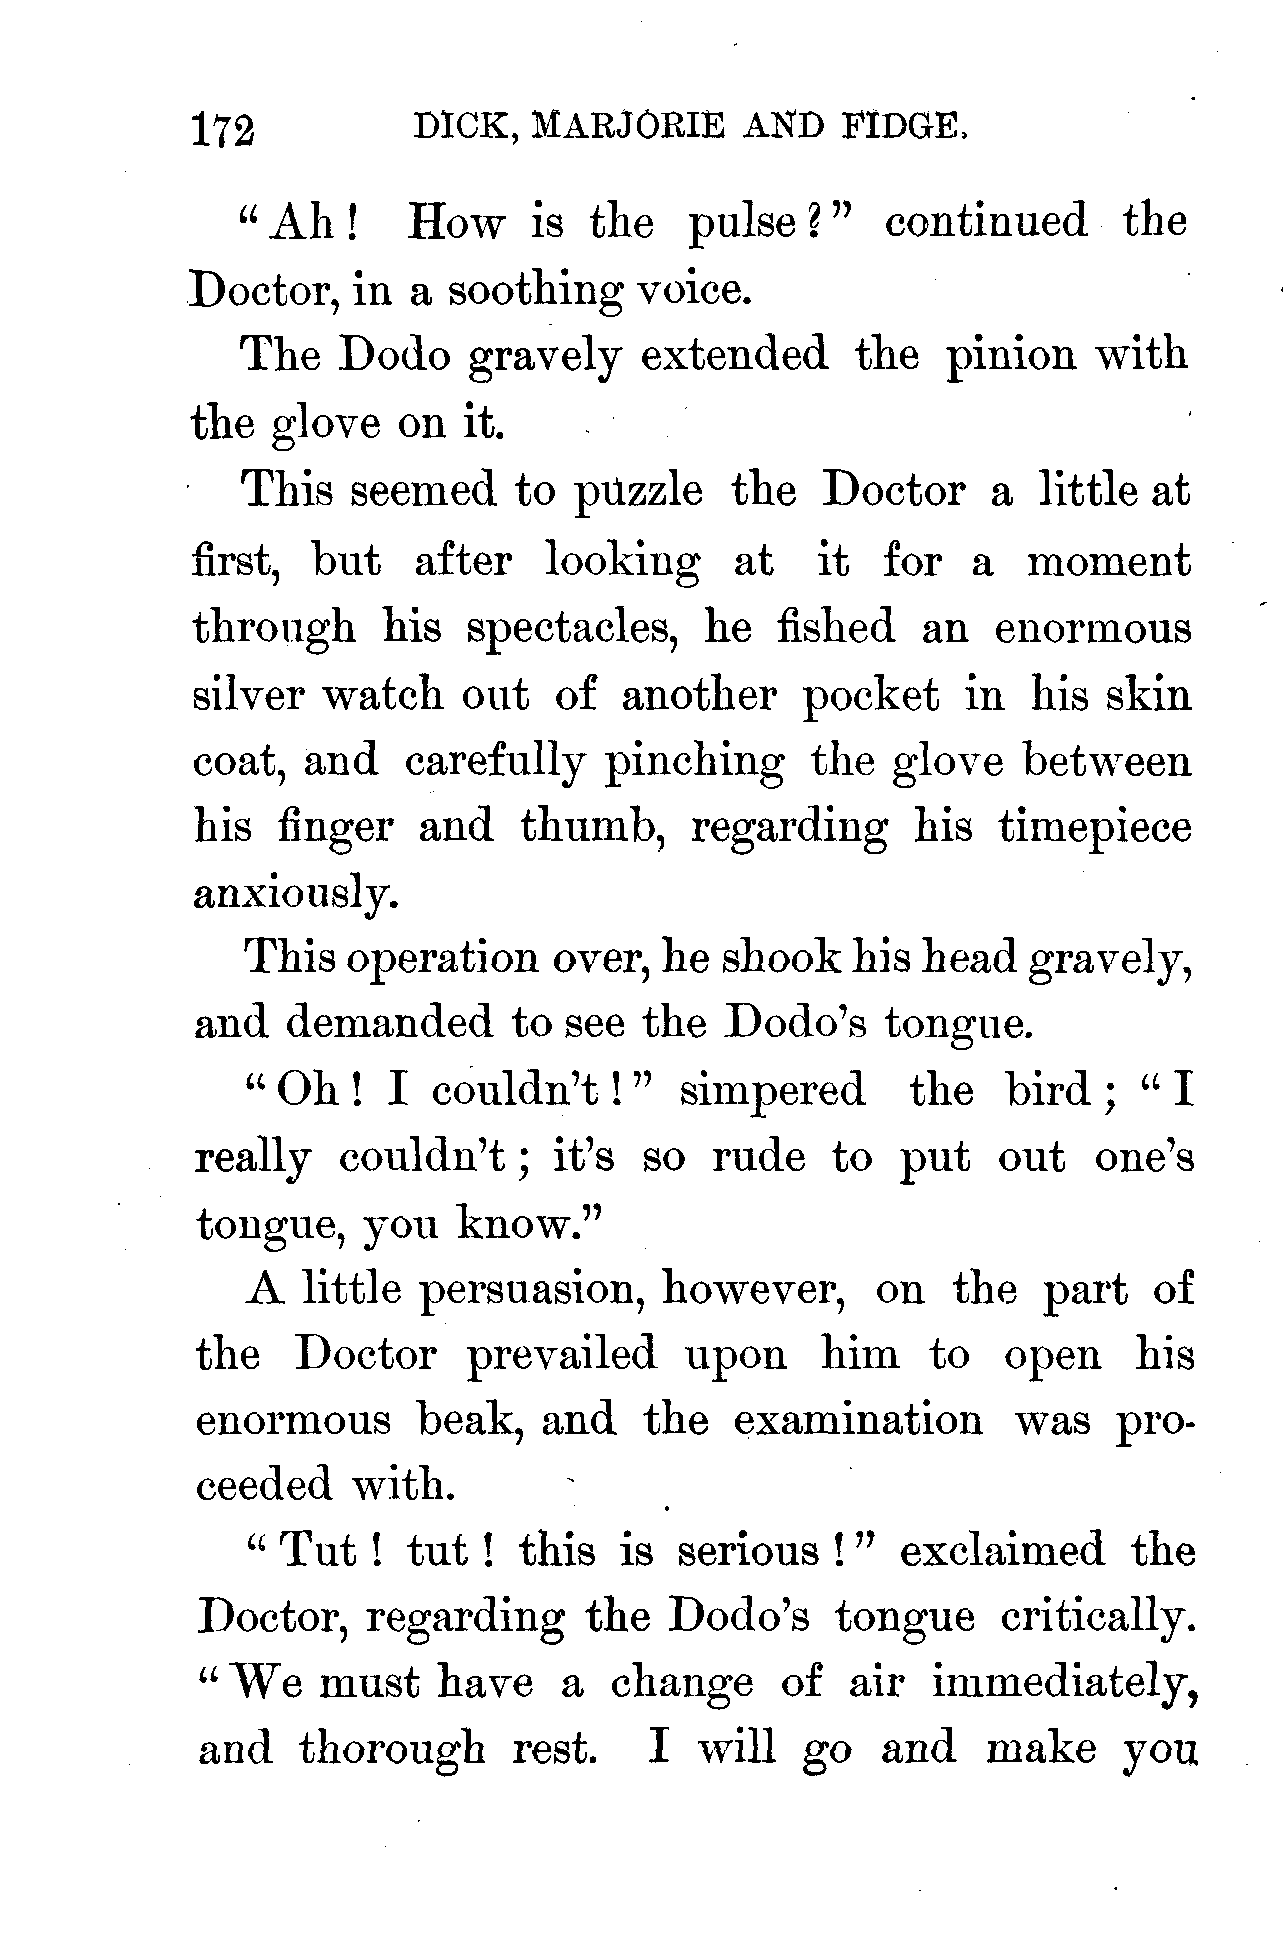 172 DICK, MARJORIE AND FIDGE.
“ Ah ! How is the pulse ? ” continued the
Doctor, in a soothing voice.
The Dodo gravely extended the pinion with
the glove on it.
This seemed to puzzle the Doctor a little at
first, but after looking at it for a moment
through his spectacles, he fished an enormous
silver watch out of another pocket in his skin
coat, and carefully pinching the glove between
his finger and thumb, regarding his timepiece
anxiously.
This operation over, he shook his head gravely,
and demanded to see the Dodo’s tongue.
“ Oh ! I couldn’t ! ” simpered the bird ; “ I
really couldn’t ; it’s so rude to put out one’s
tongue, you know.”
A little persuasion, however, on the part of
the Doctor prevailed upon him to open his
enormous beak, and the examination was pro-
ceeded with.
“ Tut ! tut ! this is serious ! ” exclaimed the
Doctor, regarding the Dodo’s tongue critically.
“ We must have a change of air immediately,
and thorough rest. I will go and make you